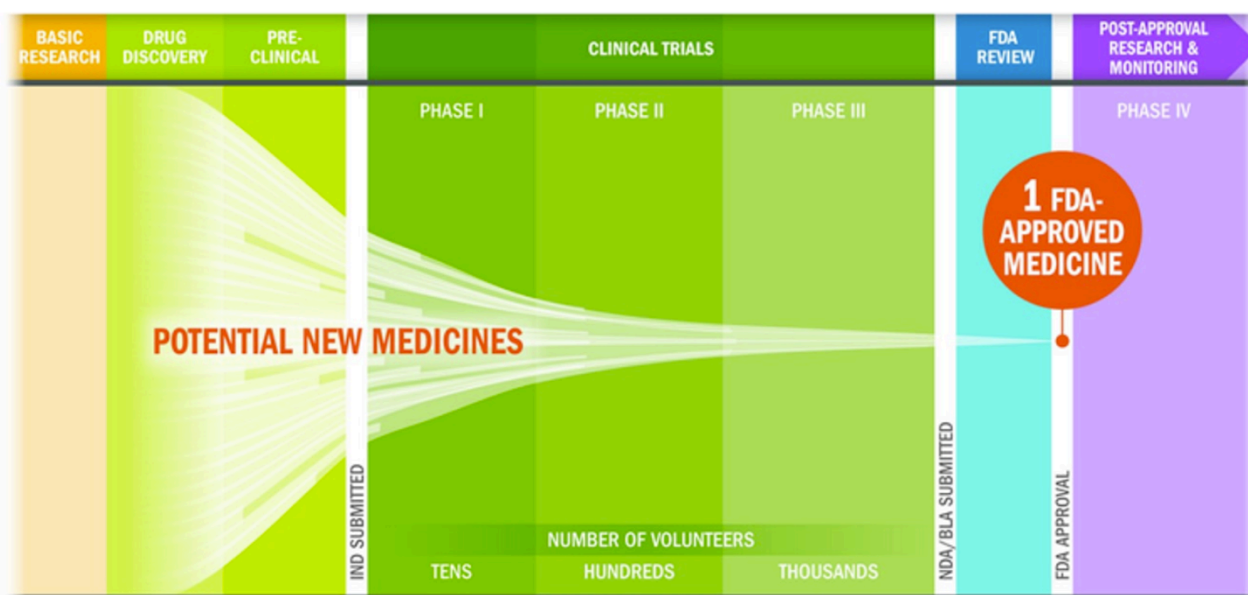 BASIC
RESEARCH
DRUG
DISCOVERY
PRE-
CLINICAL
CLINICAL TRIALS
FDA
REVIEW
POST-APPROVAL
RESEARCH &
MONITORING
PHASE I
PHASE II
PHASE III
PHASE IV
1 FDA-
APPROVED
MEDICINE
POTENTIAL NEW MEDICINES
IND SUBMITTED
NDA/BLA SUBMITTED
FDA APPROVAL
NUMBER OF VOLUNTEERS
TENS
HUNDREDS
THOUSANDS